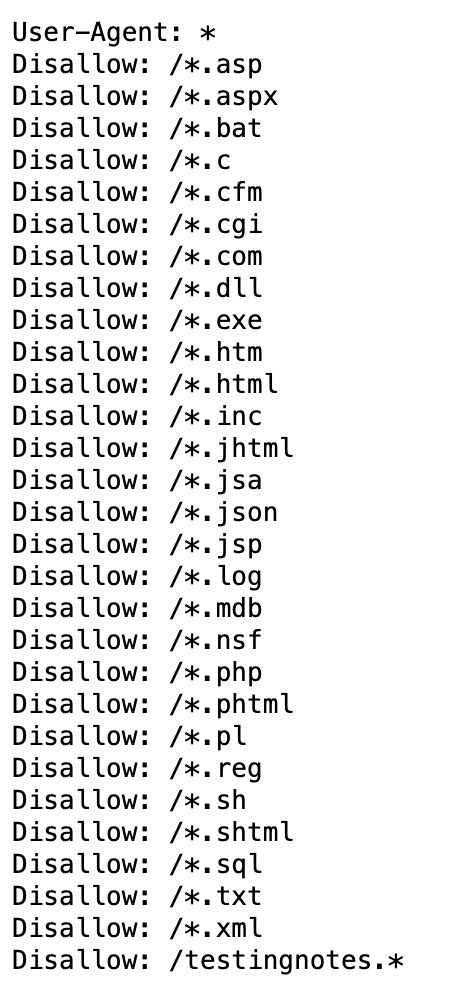 User-Agent: *
Disallow: /*.asp
Disallow: /*.aspx
Disallow: /*.bat
Disallow: /*.c
Disallow: /*.cfm
Disallow: /*.cgi
Disallow: /*.com
Disallow: /*.dll
Disallow: /*.exe
Disallow: /*.htm
Disallow: /*.html
Disallow: /*.inc
Disallow: /*.jhtml
Disallow: /*.jsa
Disallow: /*.json
Disallow: /*.jsp
Disallow: /*.log
Disallow: /*.mdb
Disallow: /*.nsf
Disallow: /*.php
Disallow: /*.phtml
Disallow: /*.pl
Disallow: /*.reg
Disallow: /*.sh
Disallow: /*.shtml
Disallow: /*.sql
Disallow: /*.txt
Disallow: /*.xml
Disallow: /testingnotes.*